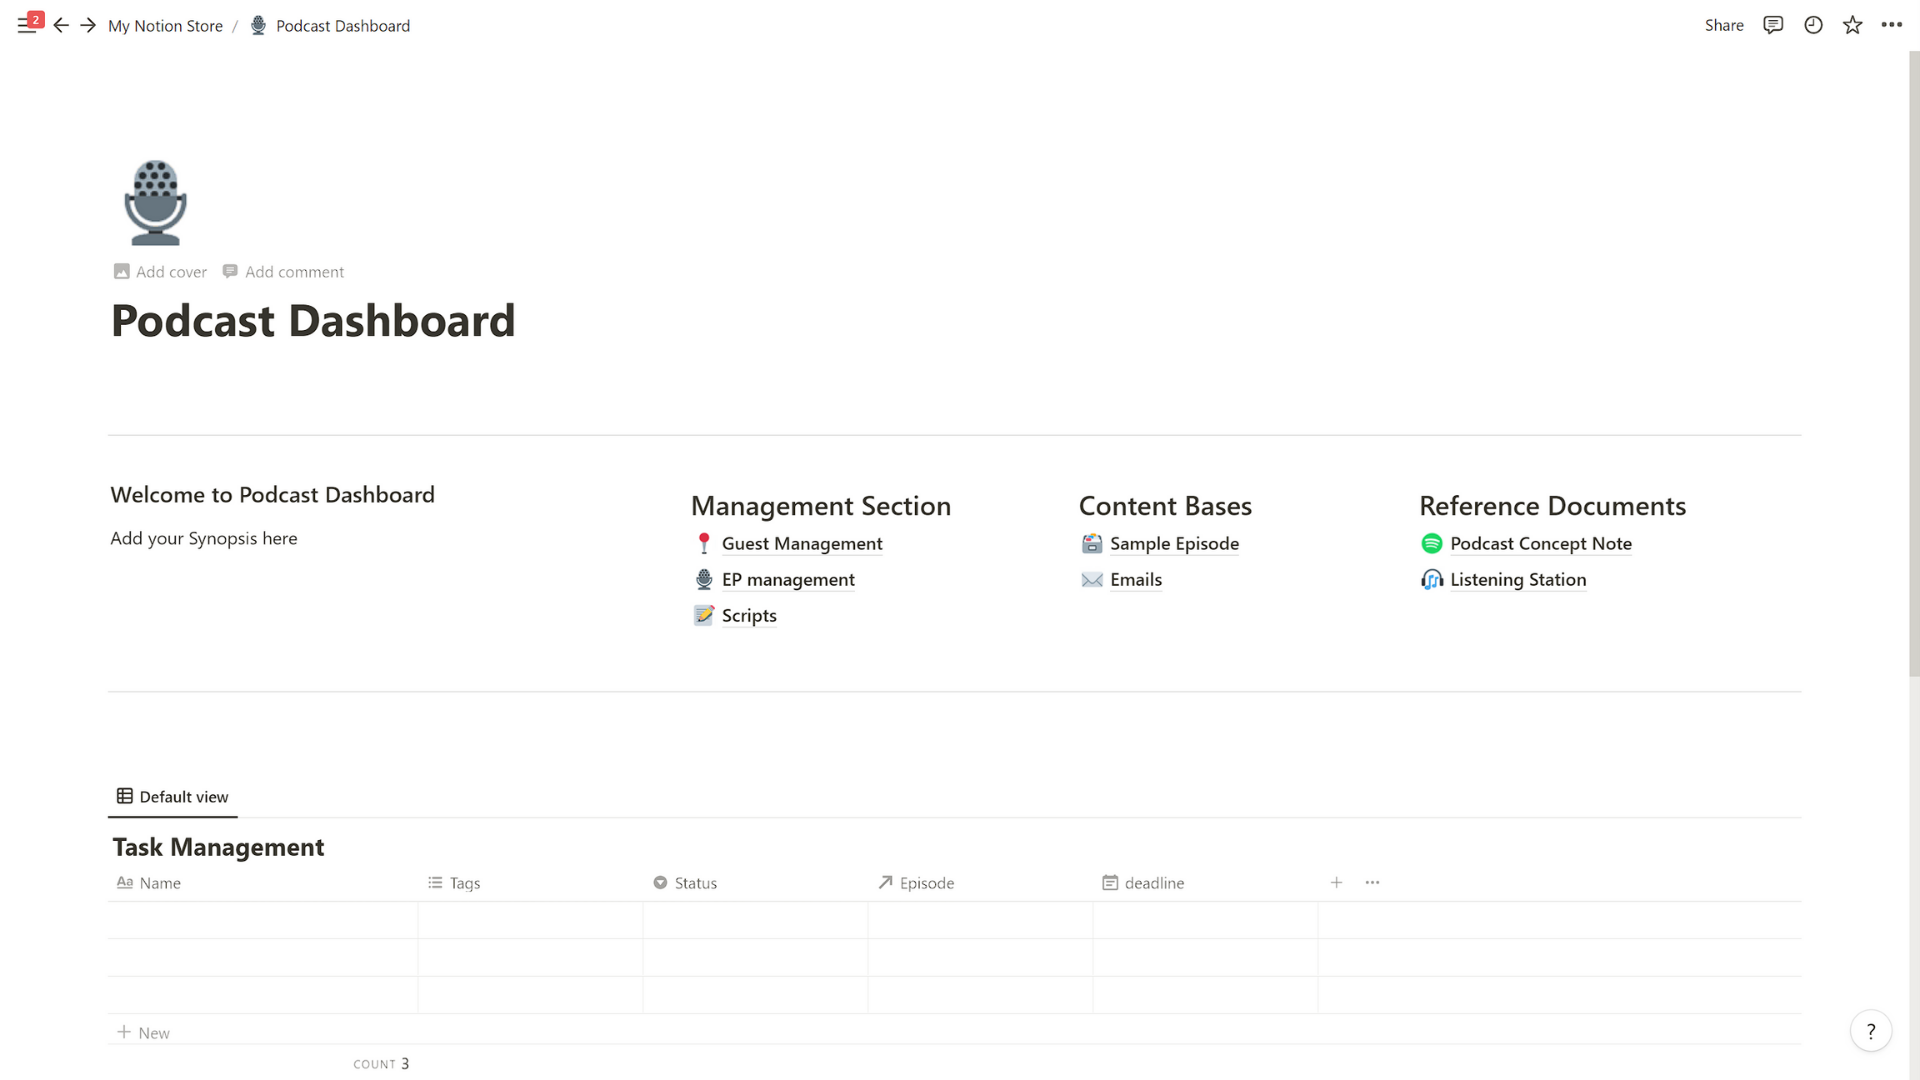 2
My Notion Store / Podcast Dashboard
Share
Add cover Add comment
Podcast Dashboard
Welcome to Podcast Dashboard
Add your Synopsis here
Management Section
Guest Management
EP management
Scripts
Content Bases
Sample Episode
Emails
Reference Documents
Podcast Concept Note
Listening Station
Default view
Task Management
Aa Name Tags Status Episode deadline
+ New
COUNT 3
?